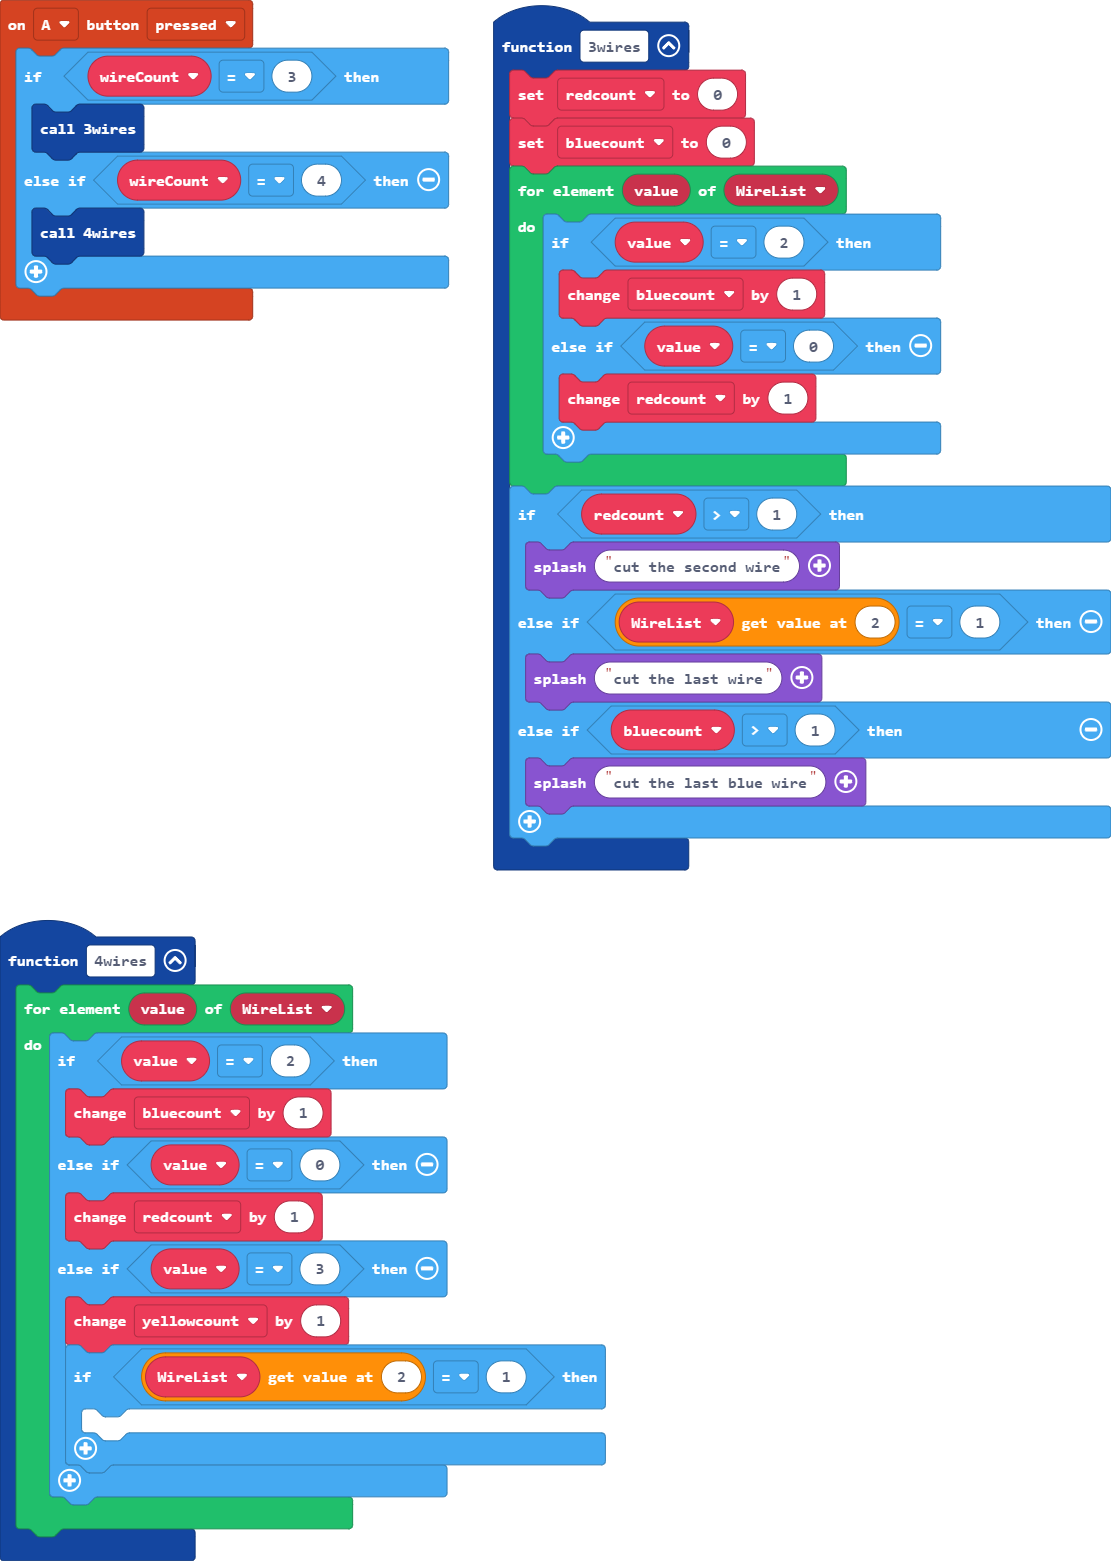 on A button pressed
if wireCount = 3 then
call 3wires
else if wireCount = 4 then
call 4wires
function 3wires
set redcount to 0
set bluecount to 0
for element value of WireList
do
if value = 2 then
change bluecount by 1
else if value = 0 then
change redcount by 1
if redcount > 1 then
splash "cut the second wire"
else if WireList get value at 2 = 1 then
splash "cut the last wire"
else if bluecount > 1 then
splash "cut the last blue wire"
function 4wires
for element value of WireList
do
if value = 2 then
change bluecount by 1
else if value = 0 then
change redcount by 1
else if value = 3 then
change yellowcount by 1
if WireList get value at 2 = 1 then